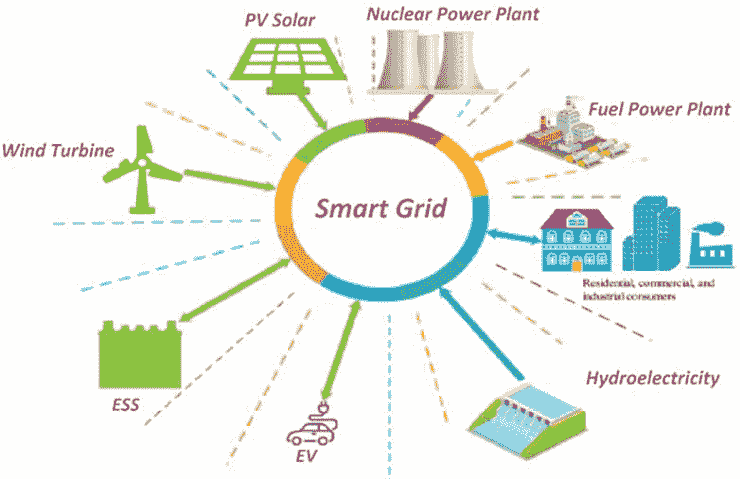 PV Solar
Nuclear Power Plant
Fuel Power Plant
Wind Turbine
Smart Grid
Residential, commercial, and
industrial consumers
Hydroelectricity
ESS
EV